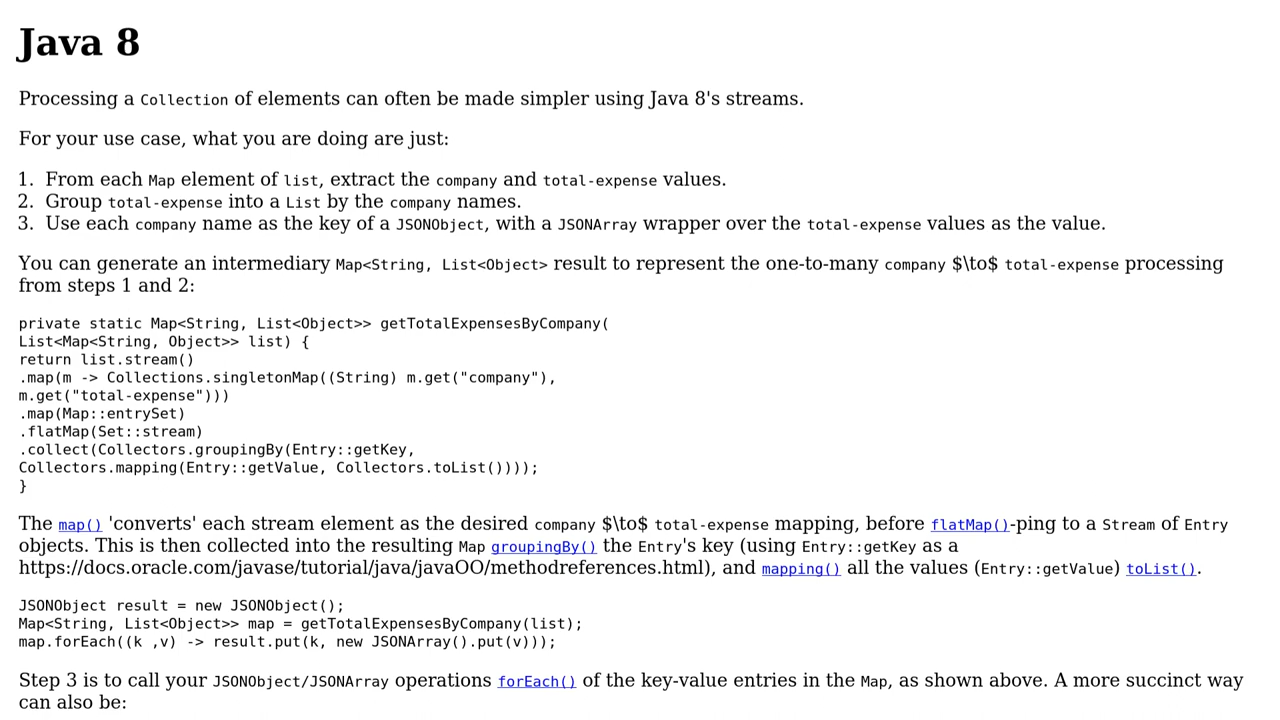 Java 8
Processing a Collection of elements can often be made simpler using Java 8's streams.
For your use case, what you are doing are just:
1. From each Map element of list, extract the company and total-expense values.
2. Group total-expense into a List by the company names.
3. Use each company name as the key of a JSONObject, with a JSONArray wrapper over the total-expense values as the value.
You can generate an intermediary Map<String, List<Object> result to represent the one-to-many company $\to$ total-expense processing
from steps 1 and 2:
private static Map<String, List<Object>> getTotalExpensesByCompany(
List<Map<String, Object>> list) {
return list.stream()
.map(m -> Collections.singletonMap((String) m.get("company"),
m.get("total-expense")))
.map(Map::entrySet)
.flatMap(Set::stream)
.collect(Collectors.groupingBy(Entry::getKey,
Collectors.mapping(Entry::getValue, Collectors.toList())));
}
The map() 'converts' each stream element as the desired company $\to$ total-expense mapping, before flatMap()-ping to a Stream of Entry
objects. This is then collected into the resulting Map groupingBy() the Entry's key (using Entry::getKey as a
https://docs.oracle.com/javase/tutorial/java/javaOO/methodreferences.html), and mapping() all the values (Entry::getValue) toList().
JSONObject result = new JSONObject();
Map<String, List<Object>> map = getTotalExpensesByCompany(list);
map.forEach((k ,v) -> result.put(k, new JSONArray().put(v)));
Step 3 is to call your JSONObject/JSONArray operations forEach() of the key-value entries in the Map, as shown above. A more succinct way
can also be: